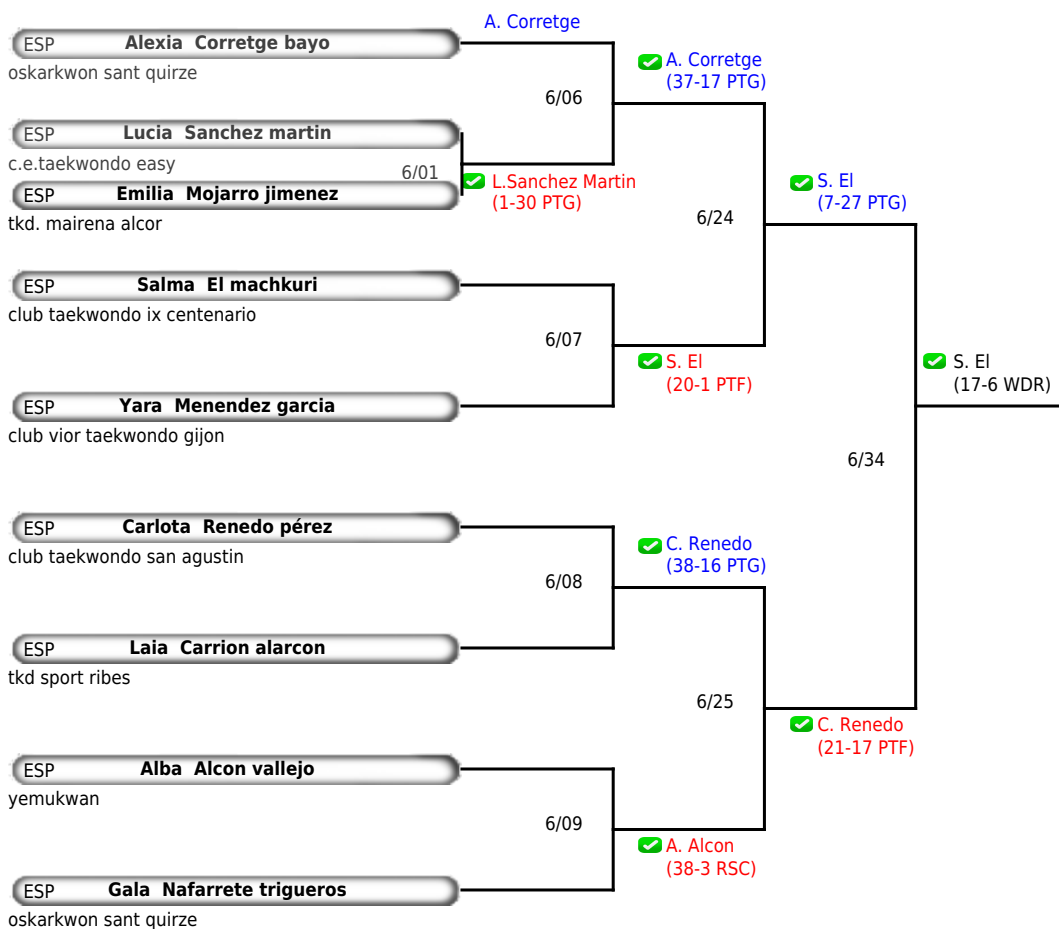 A. Corretge
ESP Alexia Corretge bayo
oskarkwon sant quirze
A. Corretge
(37-17 PTG)
6/06
ESP Lucia Sanchez martin
c.e.taekwondo easy
6/01
L.Sanchez Martin
(1-30 PTG)
ESP Emilia Mojarro jimenez
tkd. mairena alcor
S. El
(7-27 PTG)
6/24
ESP Salma El machkuri
club taekwondo ix centenario
6/07
S. El
(20-1 PTF)
S. El
(17-6 WDR)
ESP Yara Menendez garcia
club vior taekwondo gijon
6/34
ESP Carlota Renedo pérez
club taekwondo san agustin
C. Renedo
(38-16 PTG)
6/08
ESP Laia Carrion alarcon
tkd sport ribes
6/25
C. Renedo
(21-17 PTF)
ESP Alba Alcon vallejo
yemukwan
6/09
A. Alcon
(38-3 RSC)
ESP Gala Nafarrete trigueros
oskarkwon sant quirze